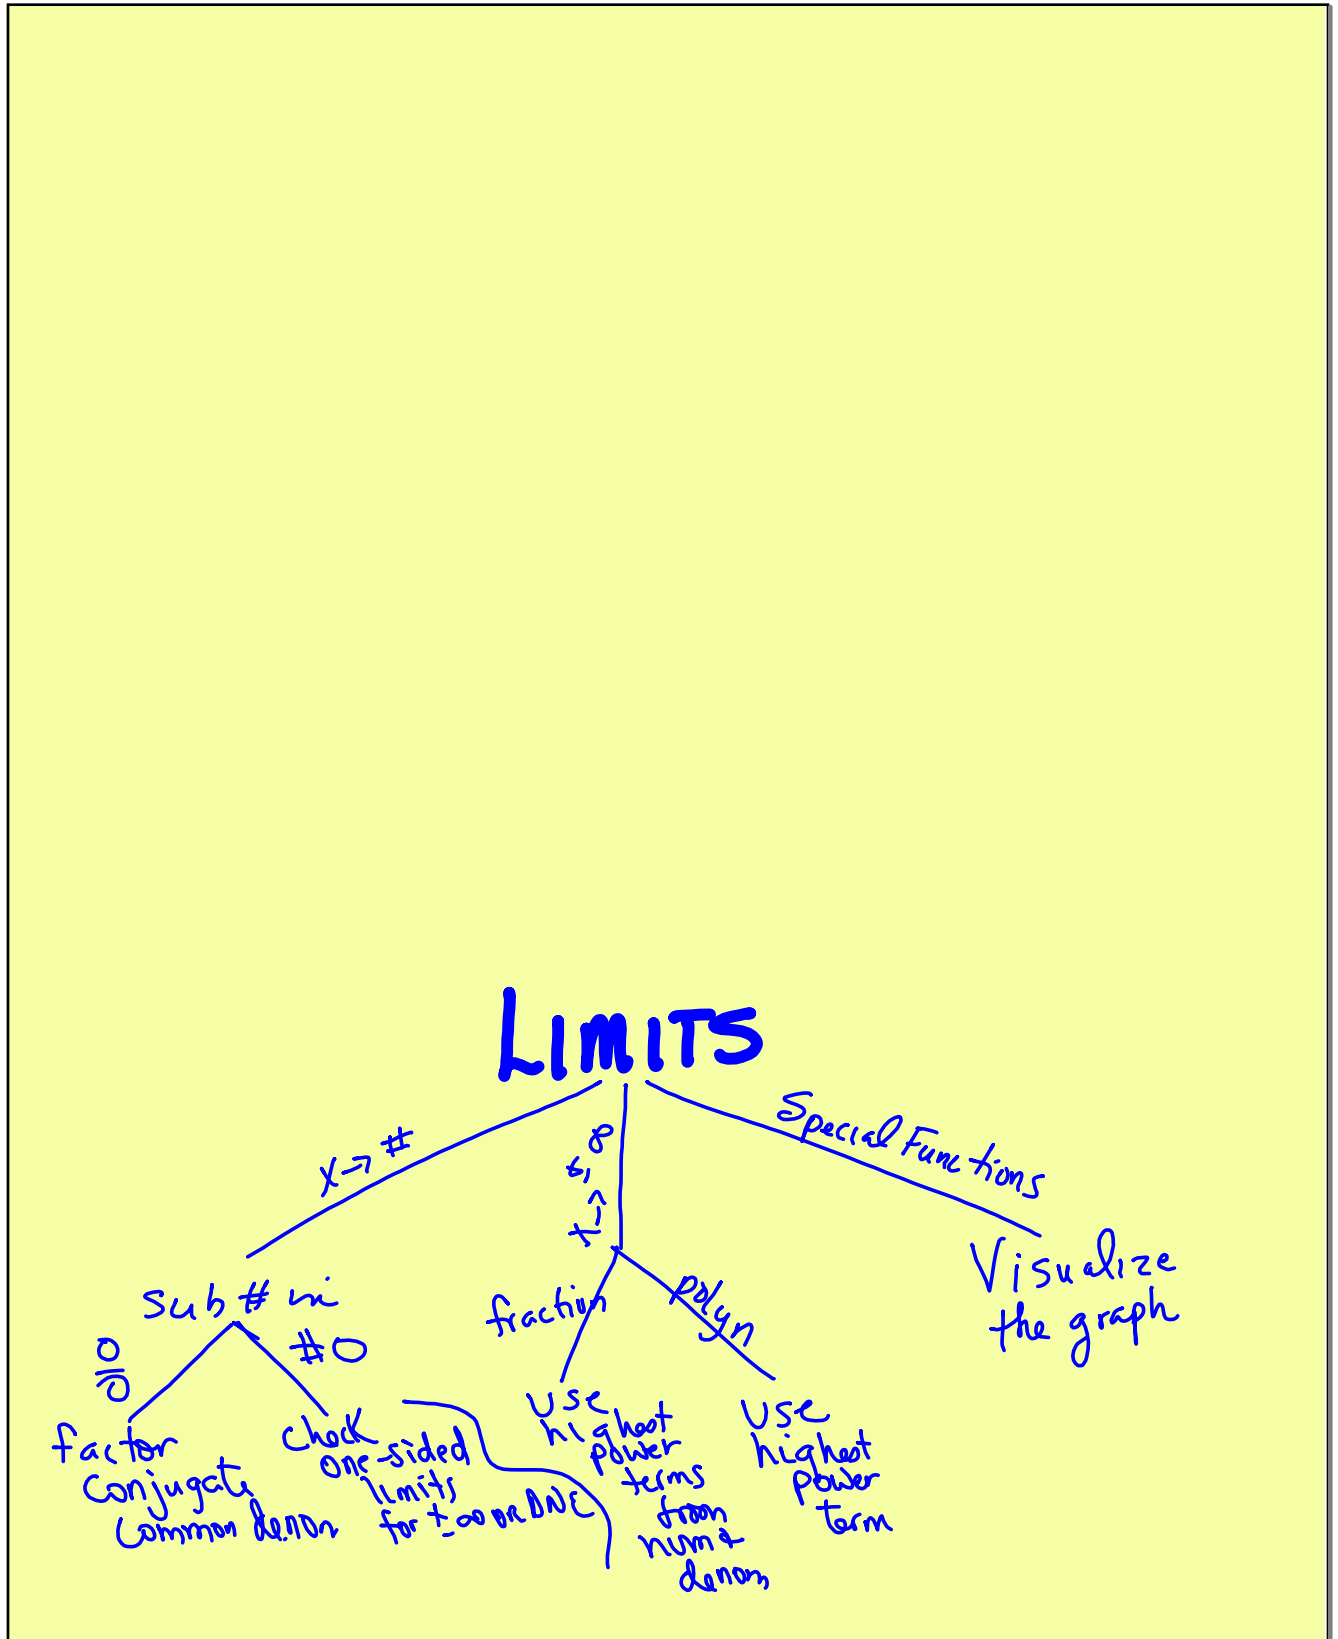 LIMITS
x→#
x→±∞
Special Functions
sub # in
0/0
#0
factor
conjugate
common denom
check
one-sided
limits
for ±∞ or DNE
fraction
polyn
use
highest
power
terms
from
num &
denom
use
highest
power
term
Visualize
the graph